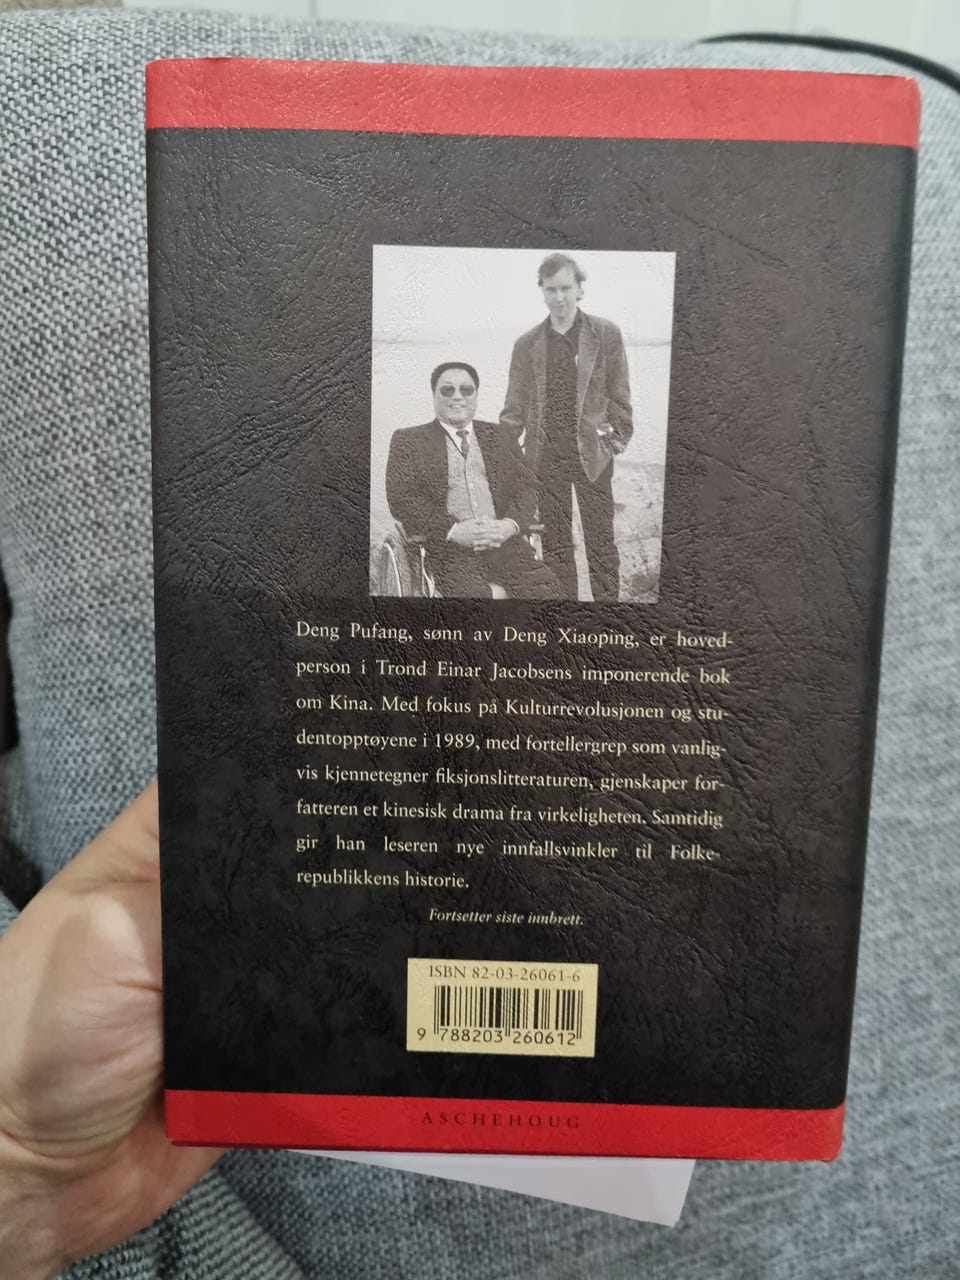 Deng Pufang, sønn av Deng Xiaoping, er hoved-
person i Trond Einar Jacobsens imponerende bok
om Kina. Med fokus på Kulturrevolusjonen og stu-
dentopptøyene i 1989, med fortellergrep som vanlig-
vis kjennetegner fiksjonslitteraturen, gjenskaper for-
fatteren et kinesisk drama fra virkeligheten. Samtidig
gir han leseren nye innfallsvinkler til Folke-
republikkens historie.
Fortsetter siste innbrett.
ISBN 82-03-26061-6
9 788203 260612
ASCHEHOUG